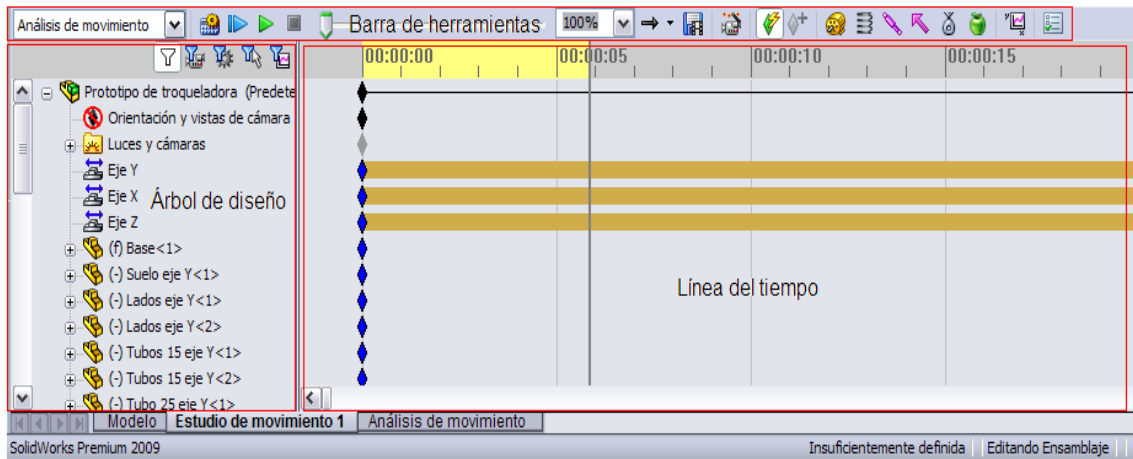 Análisis de movimiento
Barra de herramientas
100%
00:00:00
00:00:05
00:00:10
00:00:15
Prototipo de troqueladora (Predete
Orientación y vistas de cámara
Luces y cámaras
Eje Y
Eje X
Árbol de diseño
Eje Z
(f) Base<1>
(-) Suelo eje Y<1>
(-) Lados eje Y<1>
Línea del tiempo
(-) Lados eje Y<2>
(-) Tubos 15 eje Y<1>
(-) Tubos 15 eje Y<2>
(-) Tubo 25 eje Y<1>
Modelo
Estudio de movimiento 1
Análisis de movimiento
SolidWorks Premium 2009
Insuficientemente definida
Editando Ensamblaje